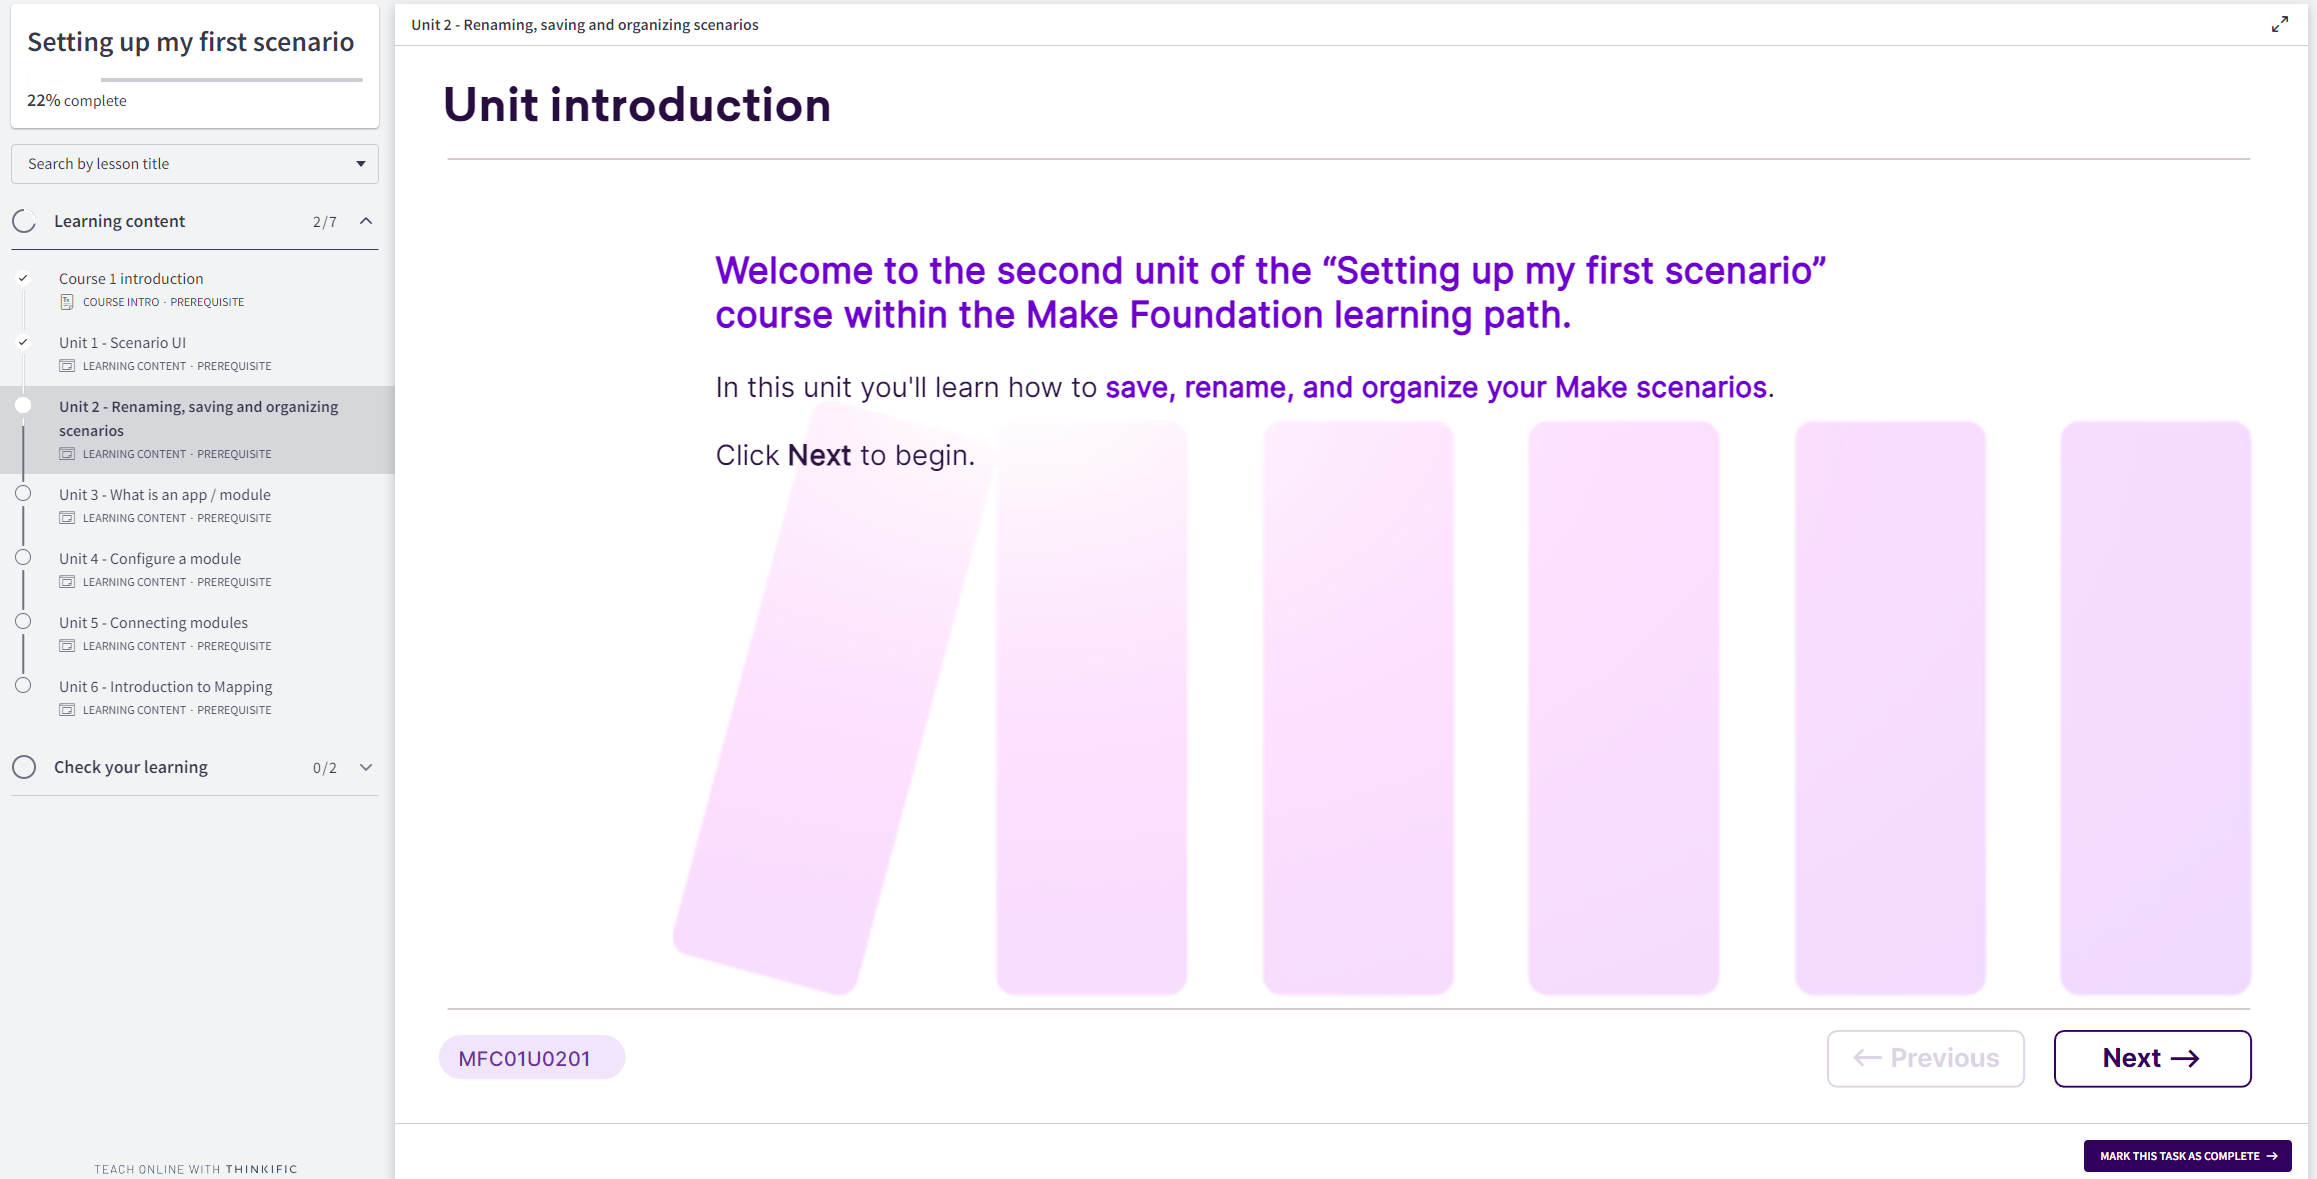 Setting up my first scenario
22% complete
Search by lesson title
Learning content 2/7
Course 1 introduction
COURSE INTRO · PREREQUISITE
Unit 1 - Scenario UI
LEARNING CONTENT · PREREQUISITE
Unit 2 - Renaming, saving and organizing
scenarios
LEARNING CONTENT · PREREQUISITE
Unit 3 - What is an app / module
LEARNING CONTENT · PREREQUISITE
Unit 4 - Configure a module
LEARNING CONTENT · PREREQUISITE
Unit 5 - Connecting modules
LEARNING CONTENT · PREREQUISITE
Unit 6 - Introduction to Mapping
LEARNING CONTENT · PREREQUISITE
Check your learning 0/2
TEACH ONLINE WITH THINKIFIC
Unit 2 - Renaming, saving and organizing scenarios
Unit introduction
Welcome to the second unit of the “Setting up my first scenario”
course within the Make Foundation learning path.
In this unit you'll learn how to save, rename, and organize your Make scenarios.
Click Next to begin.
MFC01U0201
← Previous
Next →
MARK THIS TASK AS COMPLETE →